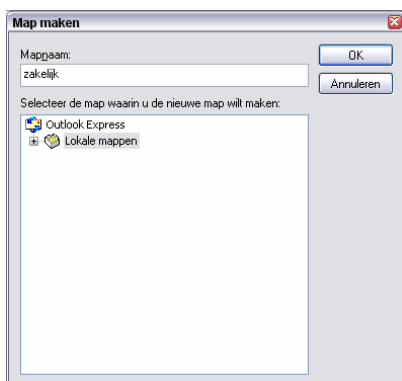 Map maken
Mapnaam:
OK
zakelijk
Annuleren
Selecteer de map waarin u de nieuwe map wilt maken:
Outlook Express
Lokale mappen